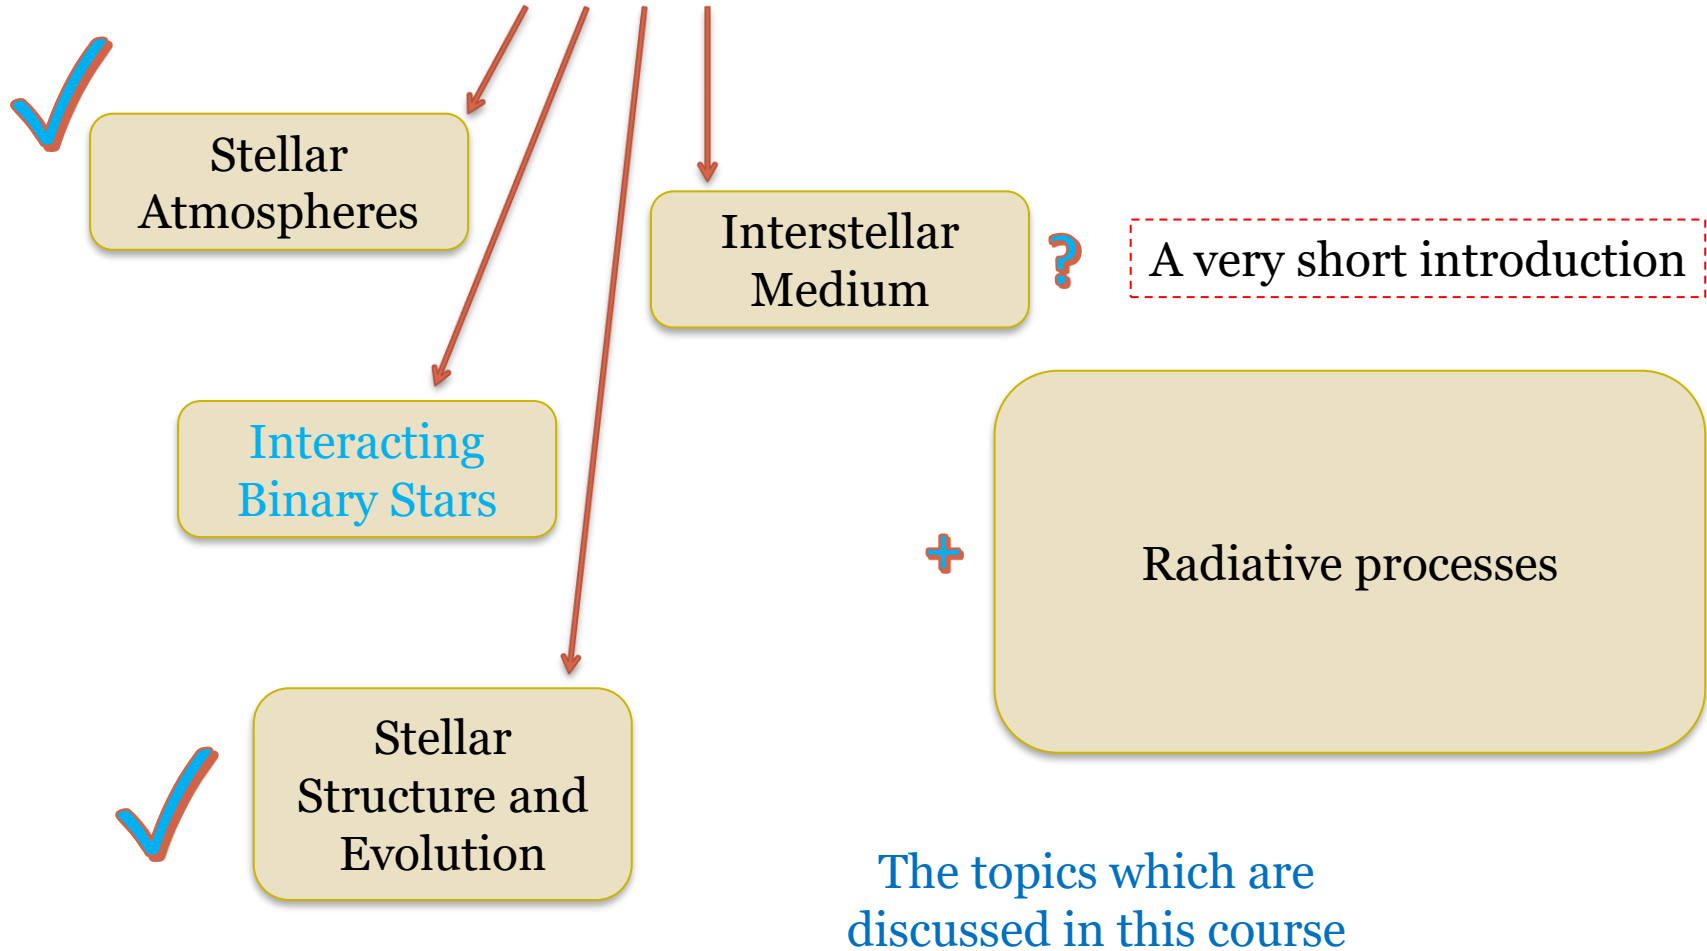 Stellar
Atmospheres
Interstellar
Medium
?
A very short introduction
Interacting
Binary Stars
+
Radiative processes
Stellar
Structure and
Evolution
The topics which are
discussed in this course